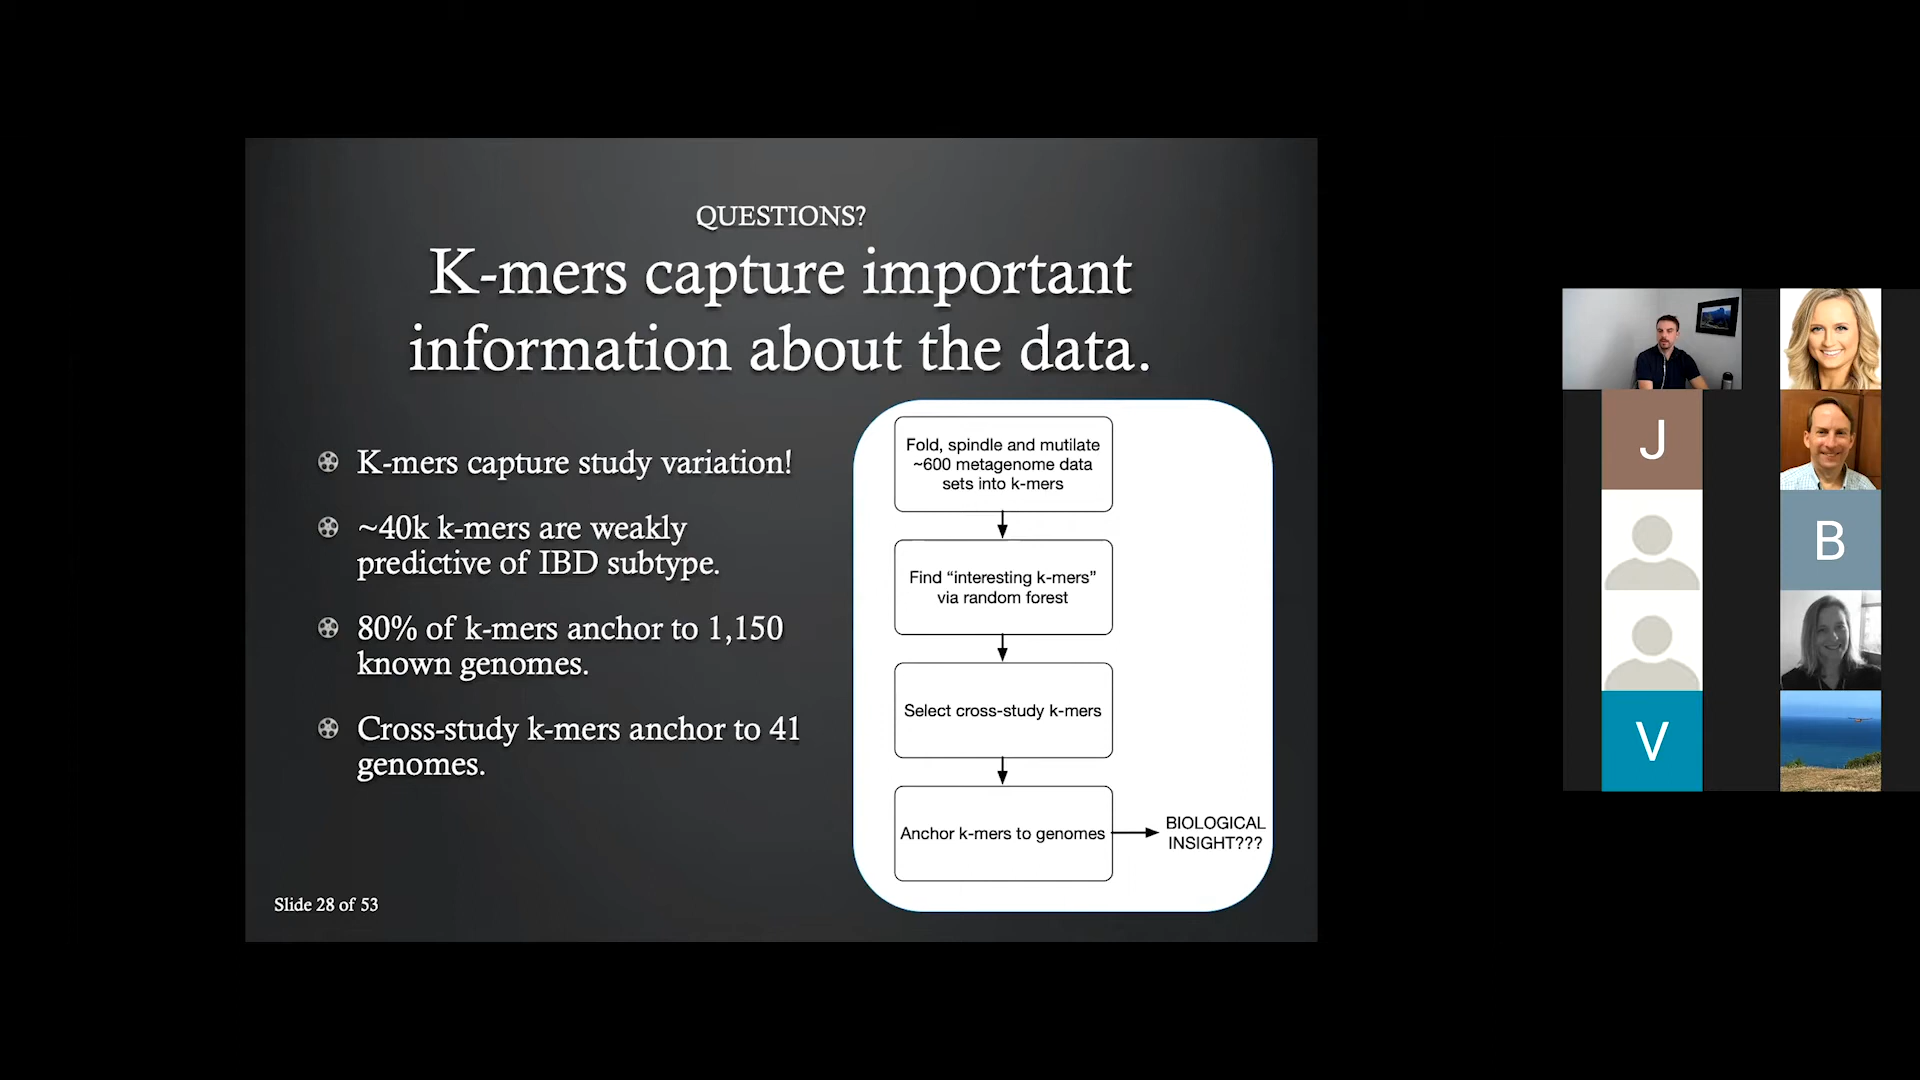 QUESTIONS?
K-mers capture important
information about the data.
K-mers capture study variation!
~40k k-mers are weakly
predictive of IBD subtype.
80% of k-mers anchor to 1,150
known genomes.
Cross-study k-mers anchor to 41
genomes.
Fold, spindle and mutilate
~600 metagenome data
sets into k-mers
Find “interesting k-mers”
via random forest
Select cross-study k-mers
Anchor k-mers to genomes
BIOLOGICAL
INSIGHT???
Slide 28 of 53
J
B
V